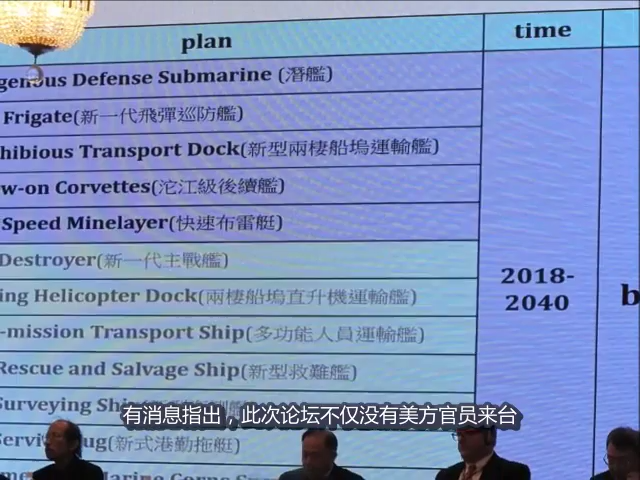 plan
time
genous Defense Submarine (潛艦)
Frigate(新一代飛彈巡防艦)
hibious Transport Dock(新型兩棲船塢運輸艦)
w-on Corvettes(沱江級後續艦)
Speed Minelayer(快速布雷艇)
Destroyer(新一代主戰艦)
ing Helicopter Dock(兩棲船塢直升機運輸艦)
2018-
2040
b
-mission Transport Ship(多功能人員運輸艦)
Rescue and Salvage Ship(新型救難艦)
Surveying Ship
有消息指出，此次论坛不仅没有美方官员来台
ug(新式港勤拖艇)